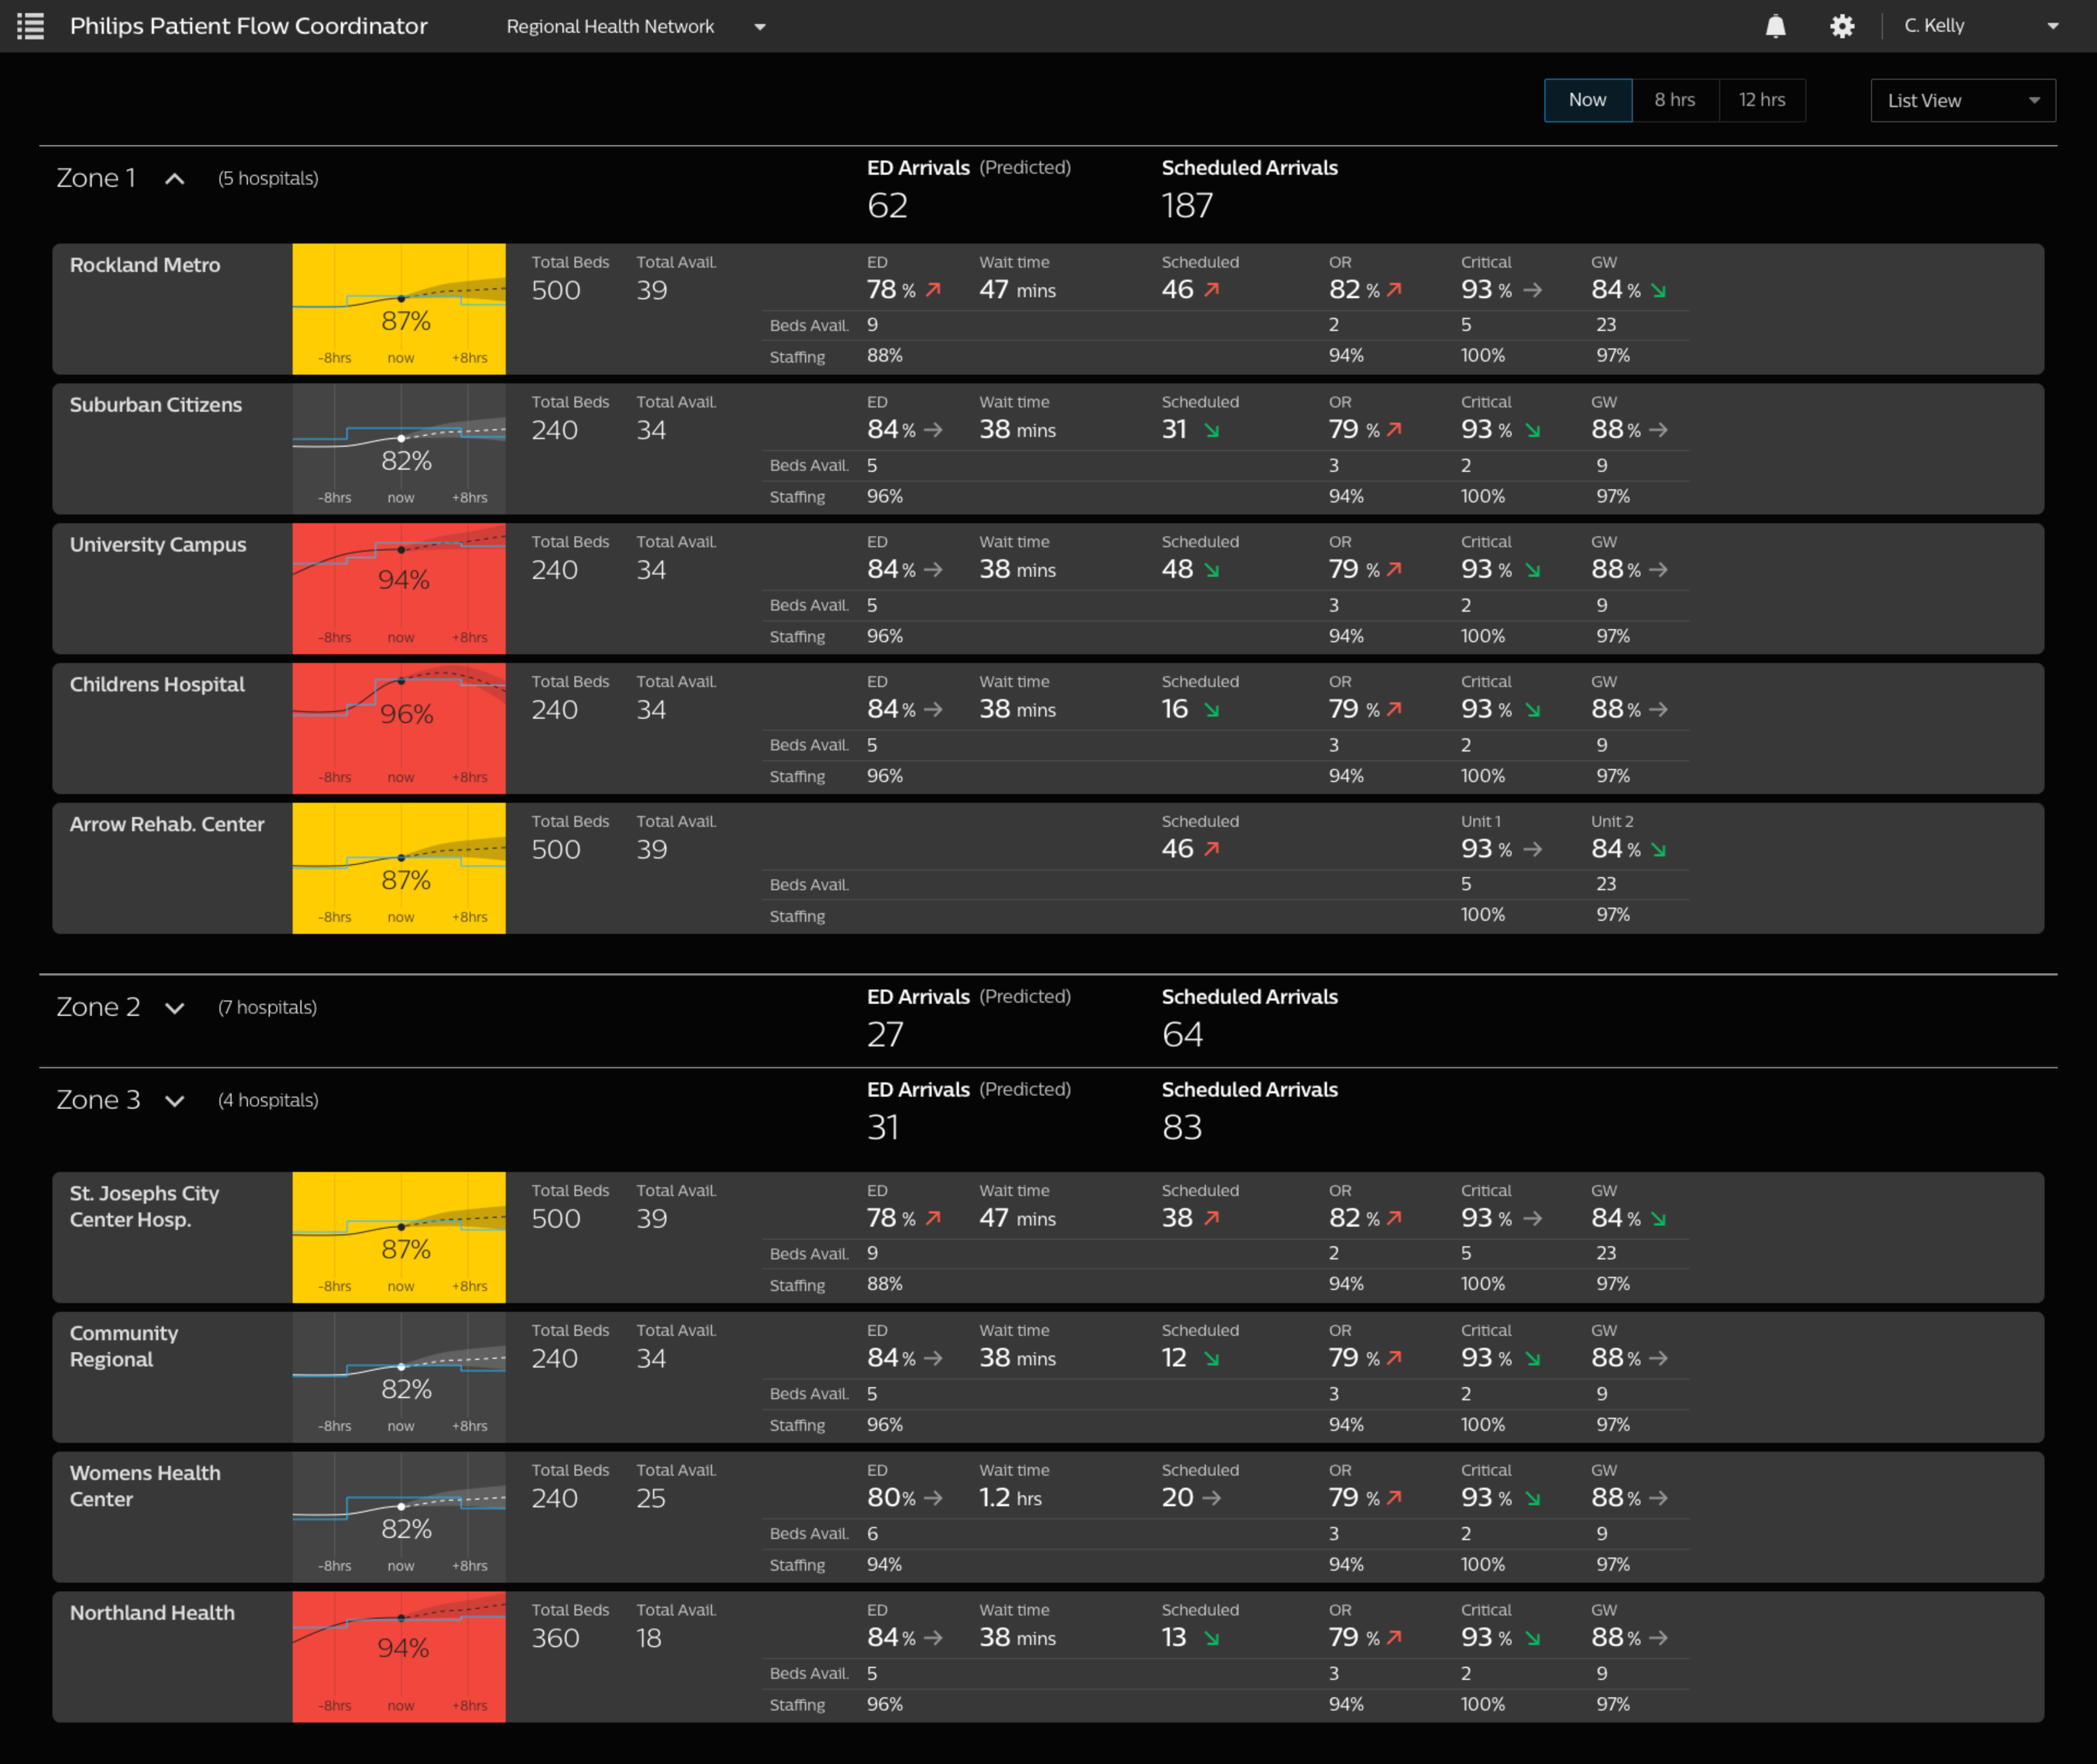 Philips Patient Flow Coordinator Regional Health Network C. Kelly
Now 8 hrs 12 hrs List View
Zone 1 (5 hospitals) ED Arrivals (Predicted) Scheduled Arrivals
62 187
Rockland Metro Total Beds Total Avail. ED Wait time Scheduled OR Critical GW
500 39 78 % 47 mins 46 82 % 93 % 84 %
87% Beds Avail. 9 2 5 23
-8hrs now +8hrs Staffing 88% 94% 100% 97%
Suburban Citizens Total Beds Total Avail. ED Wait time Scheduled OR Critical GW
240 34 84 % 38 mins 31 79 % 93 % 88 %
82% Beds Avail. 5 3 2 9
-8hrs now +8hrs Staffing 96% 94% 100% 97%
University Campus Total Beds Total Avail. ED Wait time Scheduled OR Critical GW
240 34 84 % 38 mins 48 79 % 93 % 88 %
94% Beds Avail. 5 3 2 9
-8hrs now +8hrs Staffing 96% 94% 100% 97%
Childrens Hospital Total Beds Total Avail. ED Wait time Scheduled OR Critical GW
240 34 84 % 38 mins 16 79 % 93 % 88 %
96% Beds Avail. 5 3 2 9
-8hrs now +8hrs Staffing 96% 94% 100% 97%
Arrow Rehab. Center Total Beds Total Avail. Scheduled Unit 1 Unit 2
500 39 46 93 % 84 %
87% Beds Avail. 5 23
-8hrs now +8hrs Staffing 100% 97%
Zone 2 (7 hospitals) ED Arrivals (Predicted) Scheduled Arrivals
27 64
Zone 3 (4 hospitals) ED Arrivals (Predicted) Scheduled Arrivals
31 83
St. Josephs City Total Beds Total Avail. ED Wait time Scheduled OR Critical GW
Center Hosp. 500 39 78 % 47 mins 38 82 % 93 % 84 %
87% Beds Avail. 9 2 5 23
-8hrs now +8hrs Staffing 88% 94% 100% 97%
Community Total Beds Total Avail. ED Wait time Scheduled OR Critical GW
Regional 240 34 84 % 38 mins 12 79 % 93 % 88 %
82% Beds Avail. 5 3 2 9
-8hrs now +8hrs Staffing 96% 94% 100% 97%
Womens Health Total Beds Total Avail. ED Wait time Scheduled OR Critical GW
Center 240 25 80% 1.2 hrs 20 79 % 93 % 88 %
82% Beds Avail. 6 3 2 9
-8hrs now +8hrs Staffing 94% 94% 100% 97%
Northland Health Total Beds Total Avail. ED Wait time Scheduled OR Critical GW
360 18 84 % 38 mins 13 79 % 93 % 88 %
94% Beds Avail. 5 3 2 9
-8hrs now +8hrs Staffing 96% 94% 100% 97%